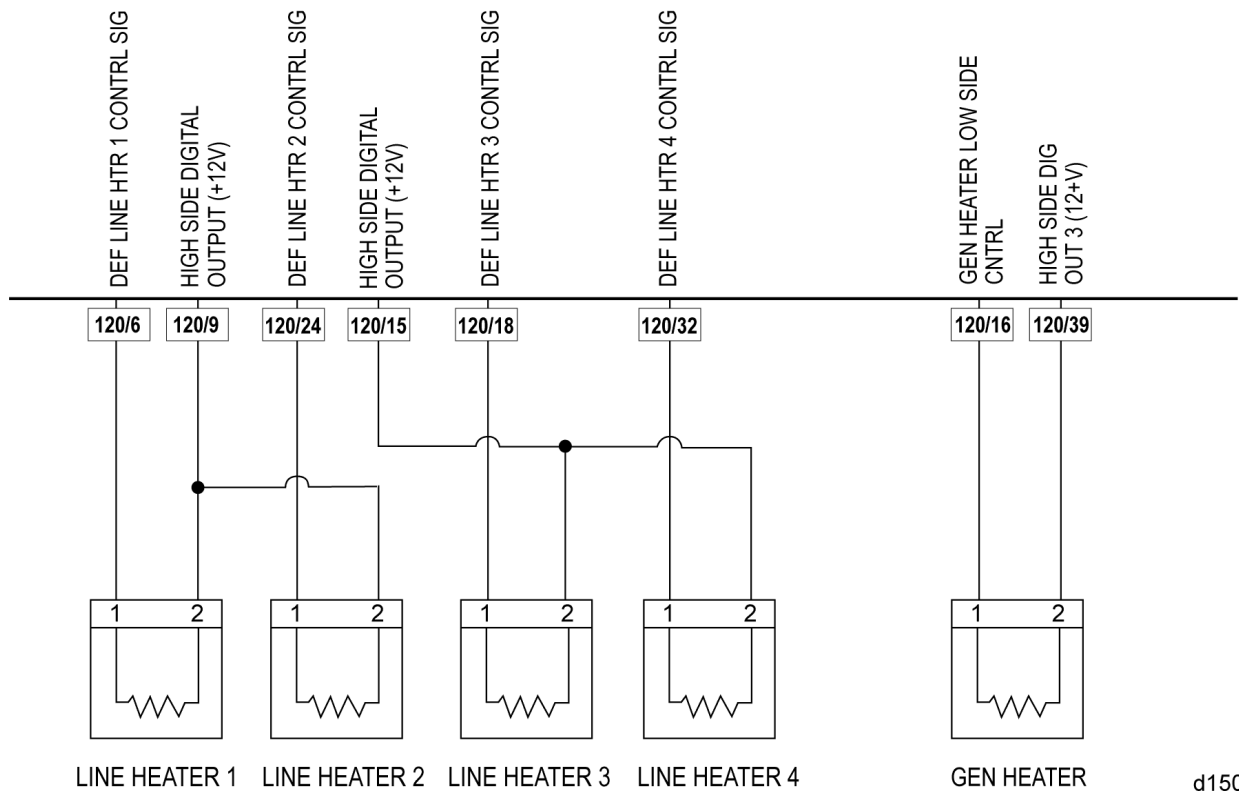 DEF LINE HTR 1 CONTRL SIG
HIGH SIDE DIGITAL
OUTPUT (+12V)
DEF LINE HTR 2 CONTRL SIG
HIGH SIDE DIGITAL
OUTPUT (+12V)
DEF LINE HTR 3 CONTRL SIG
DEF LINE HTR 4 CONTRL SIG
GEN HEATER LOW SIDE
CNTRL
HIGH SIDE DIG
OUT 3 (12+V)
120/6 120/9 120/24 120/15 120/18 120/32 120/16 120/39
1 2 1 2 1 2 1 2 1 2
LINE HEATER 1 LINE HEATER 2 LINE HEATER 3 LINE HEATER 4 GEN HEATER
d150